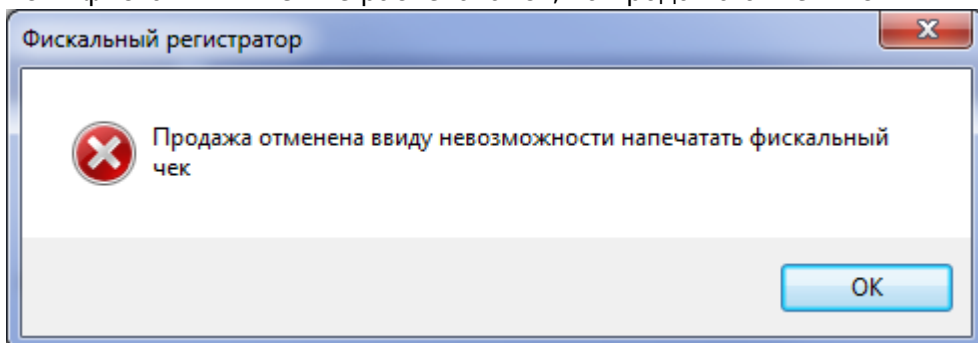 Фискальный регистратор
Продажа отменена ввиду невозможности напечатать фискальный
чек
OK